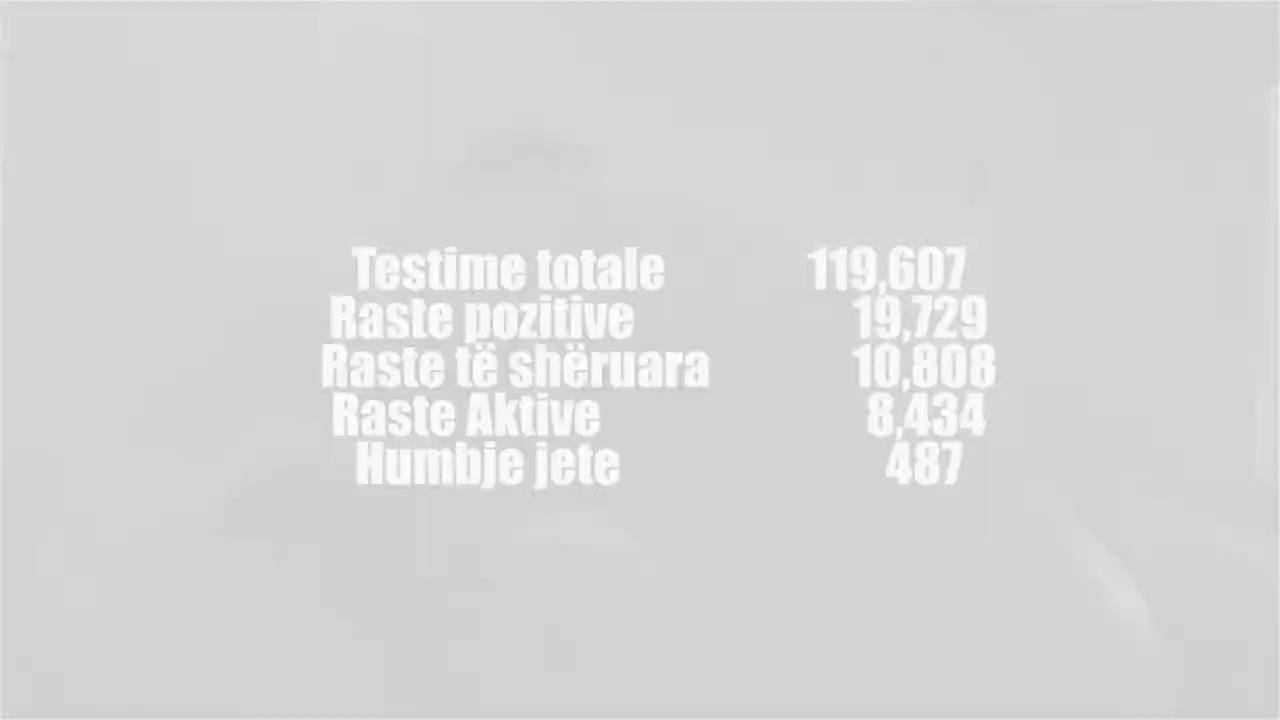 Testime totale 119,607
Raste pozitive 19,729
Raste të shëruara 10,808
Raste Aktive 8,434
Humbje jete 487